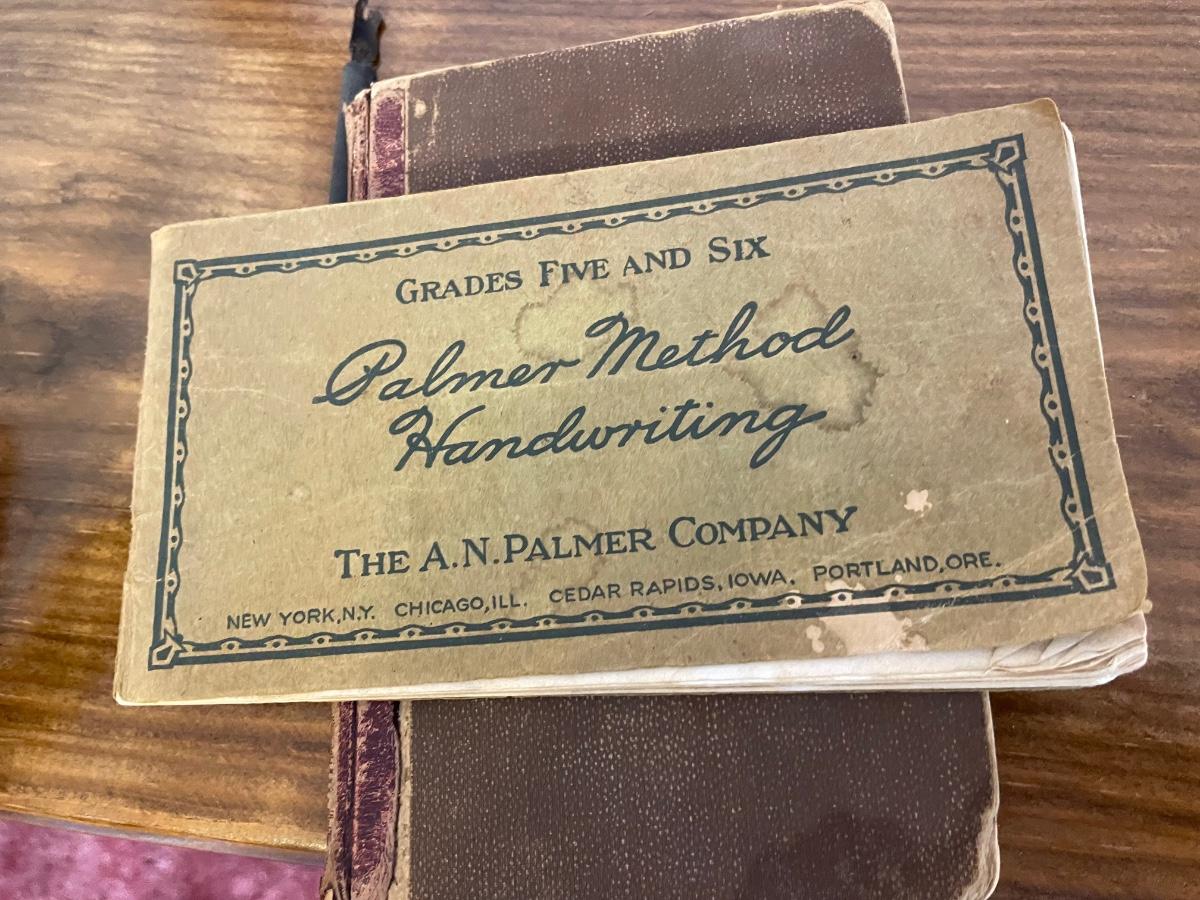 GRADES FIVE AND SIX
Palmer Method
Handwriting
THE A.N. PALMER COMPANY
NEW YORK, N.Y. CHICAGO, ILL. CEDAR RAPIDS, IOWA. PORTLAND, ORE.